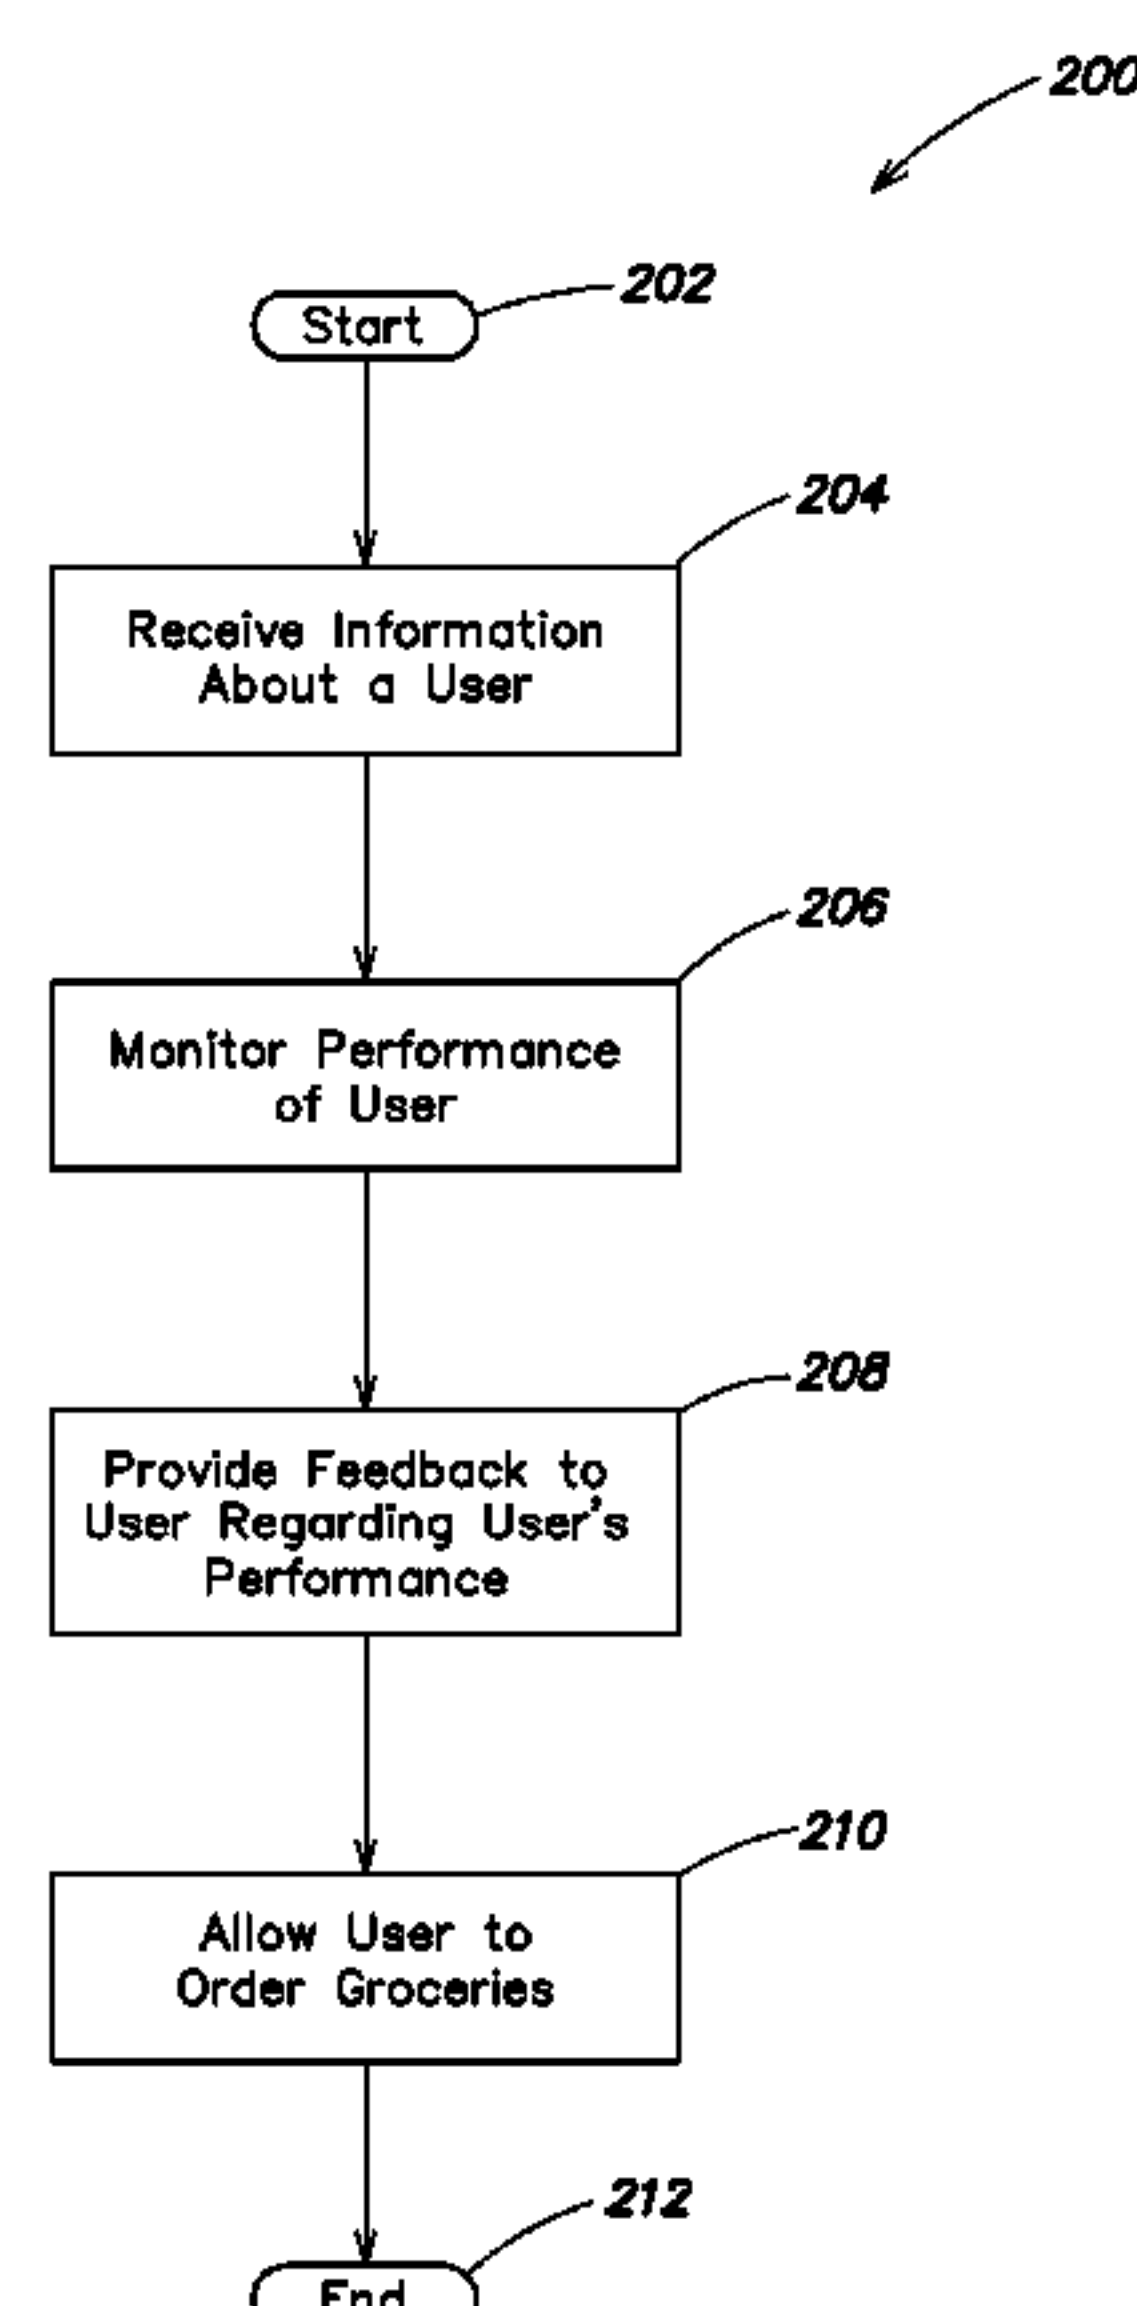 200
202
Start
204
Receive Information
About a User
206
Monitor Performance
of User
208
Provide Feedback to
User Regarding User's
Performance
210
Allow User to
Order Groceries
212
End